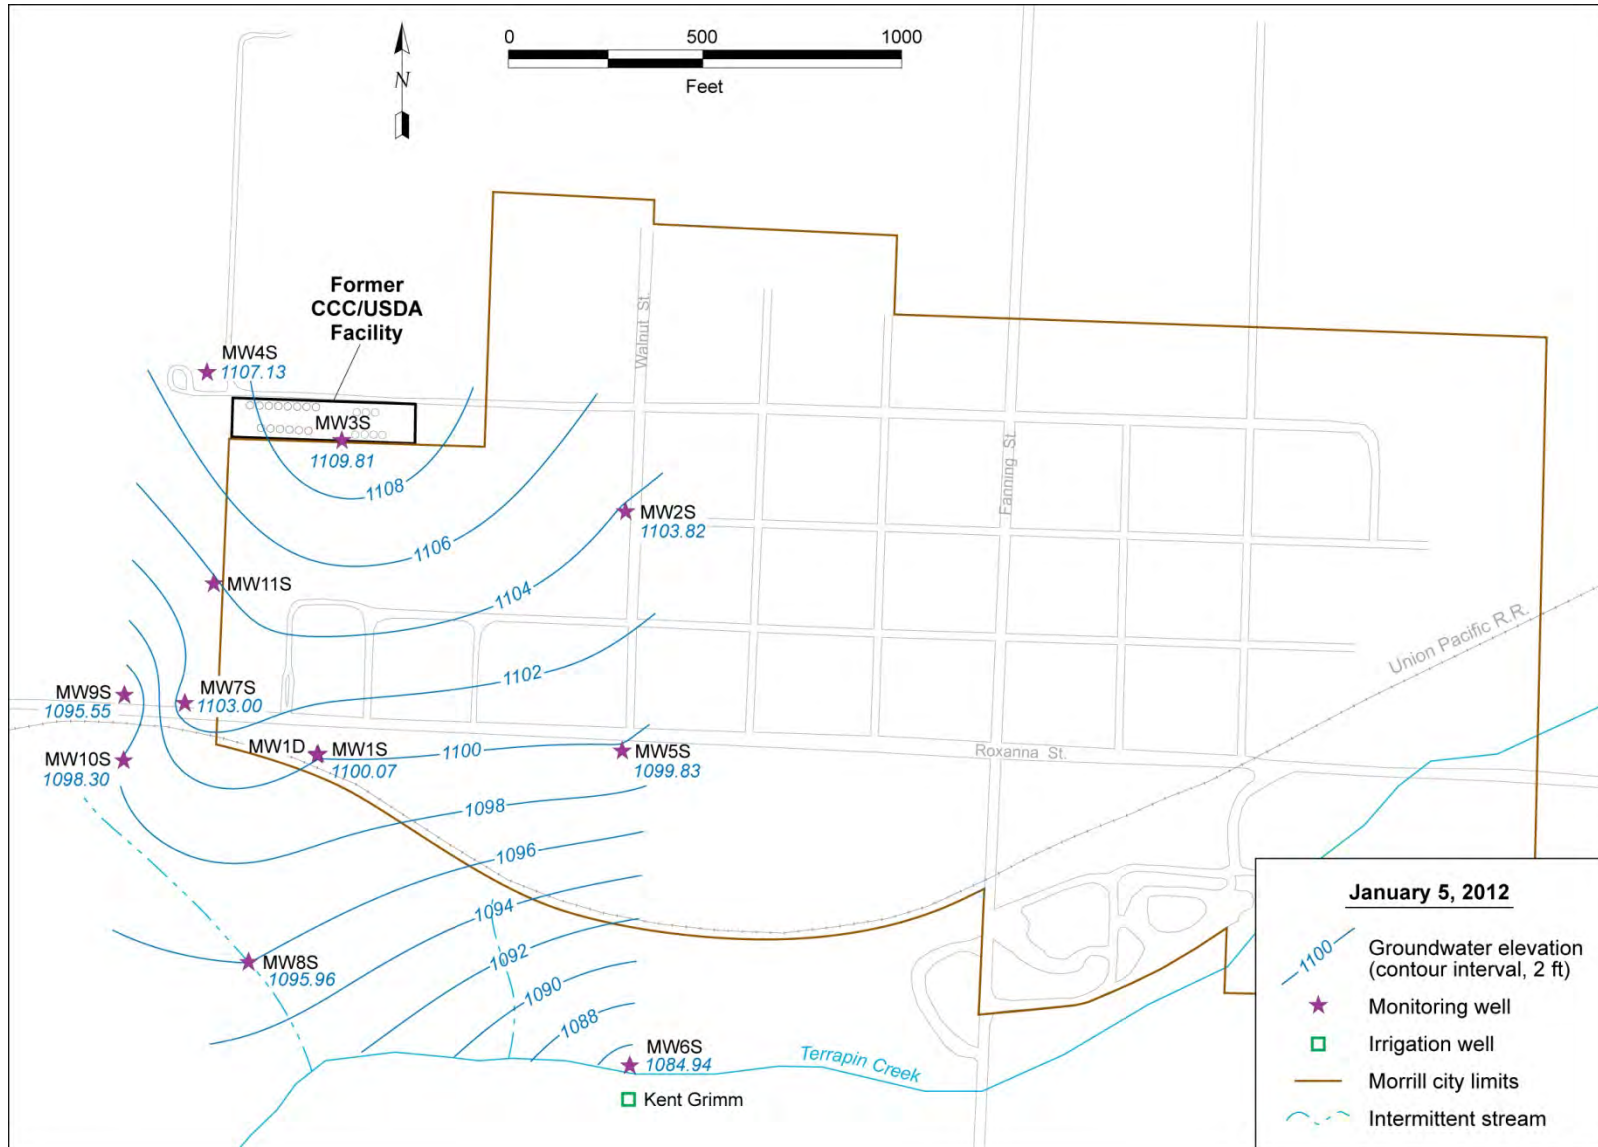 0 500 1000
Feet
N
Former
CCC/USDA
Facility
Walnut St.
MW4S
1107.13
MW3S
1109.81
1108
Fanning St.
MW2S
1103.82
1106
MW11S
1104
Union Pacific R.R.
1102
MW9S
1095.55
MW7S
1103.00
MW1D
MW1S
1100.07
1100
MW5S
1099.83
Roxanna St.
MW10S
1098.30
1098
1096
1094
January 5, 2012
1092
1100
Groundwater elevation
(contour interval, 2 ft)
MW8S
1095.96
1090
Monitoring well
1088
Irrigation well
MW6S
1084.94
Terrapin Creek
Morrill city limits
Kent Grimm
Intermittent stream